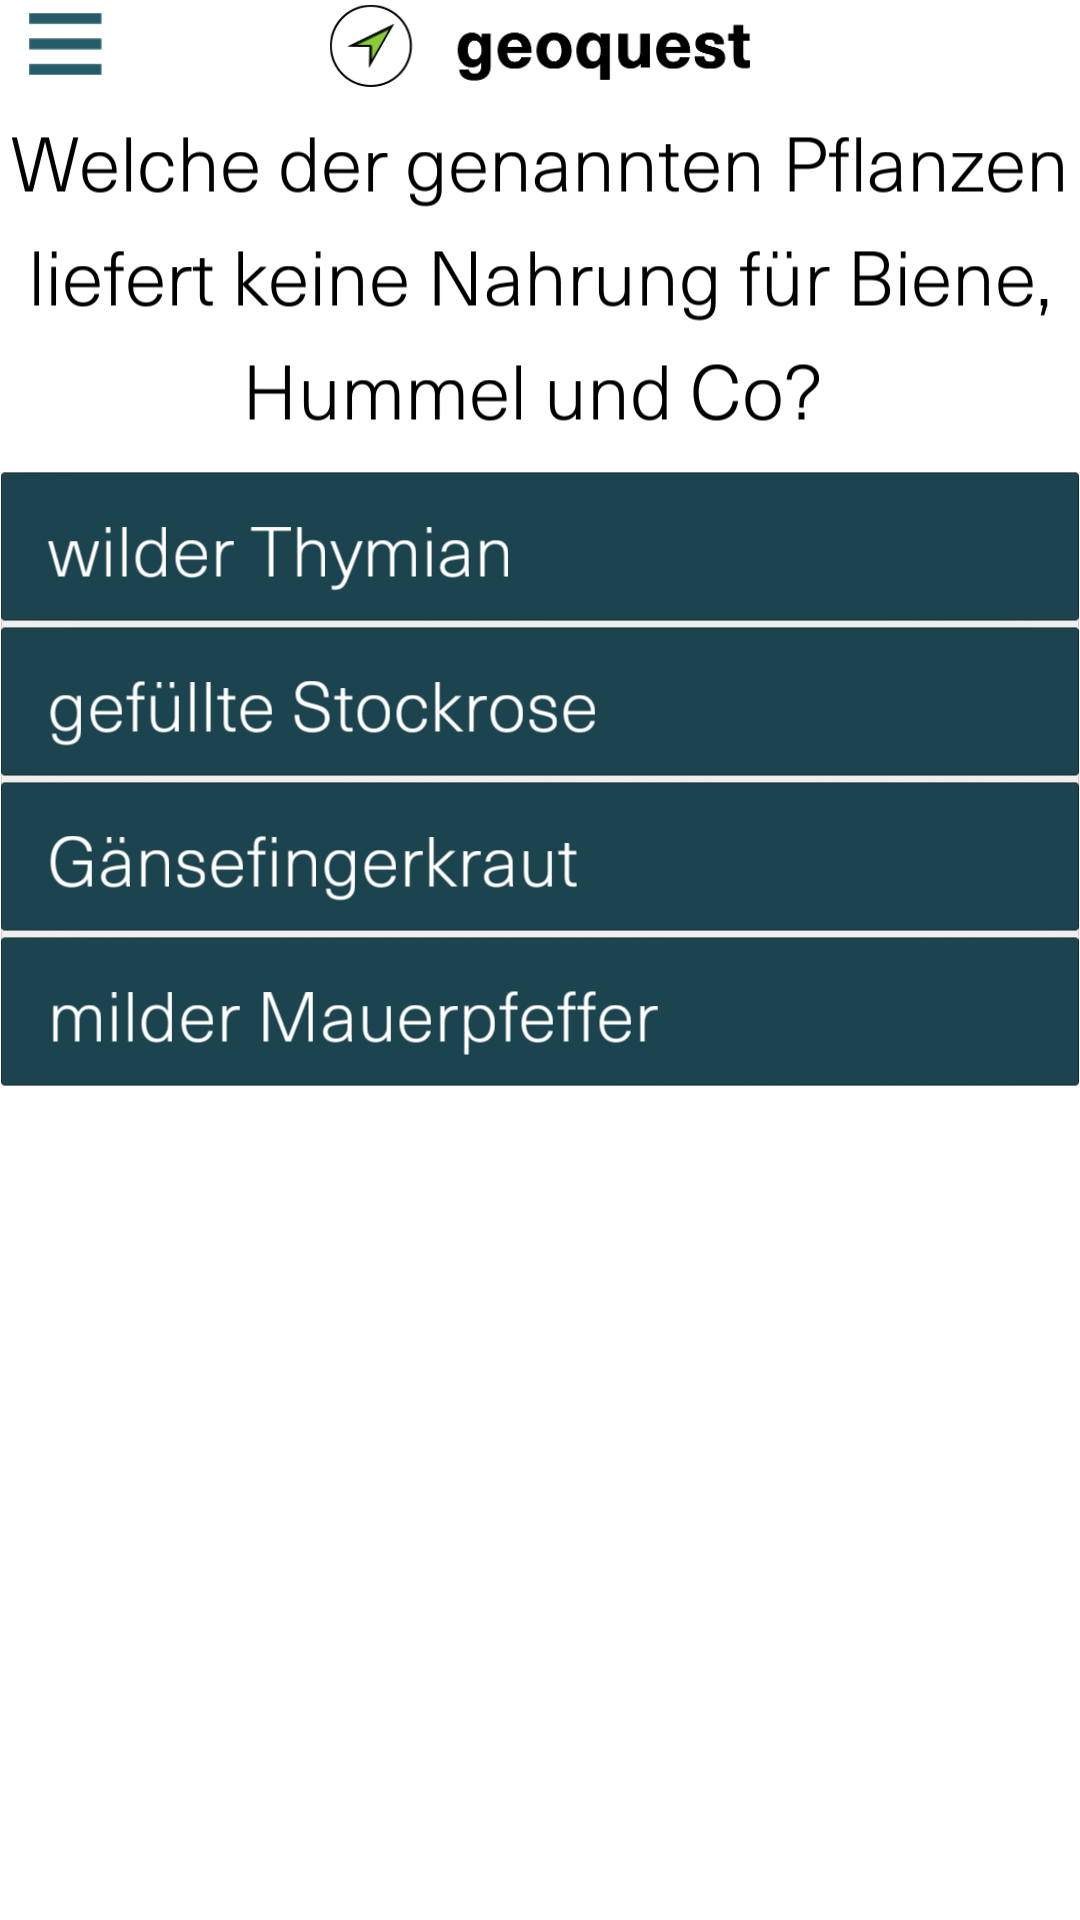 geoquest
Welche der genannten Pflanzen
liefert keine Nahrung für Biene,
Hummel und Co?
wilder Thymian
gefüllte Stockrose
Gänsefingerkraut
milder Mauerpfeffer